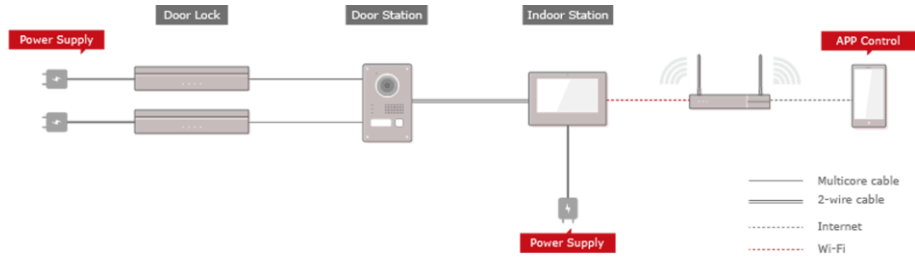 Door Lock
Door Station
Indoor Station
Power Supply
APP Control
Power Supply
Multicore cable
2-wire cable
Internet
Wi-Fi